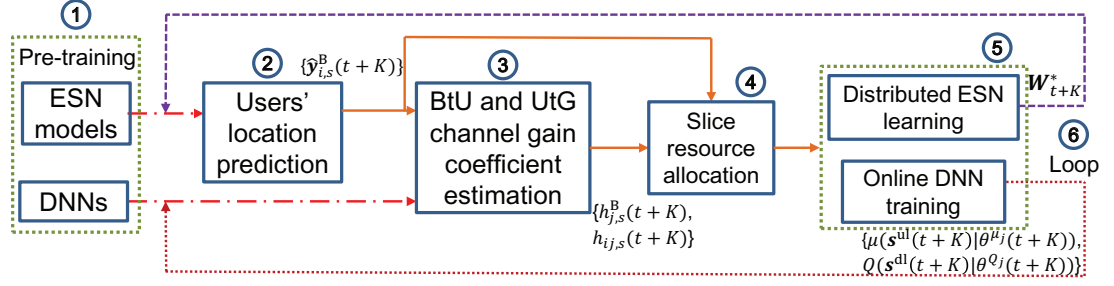 1
Pre-training
ESN
models
DNNs
2
Users'
location
prediction
{ŷ^B_{i,s}(t + K)}
3
BtU and UtG
channel gain
coefficient
estimation
{h^B_{j,s}(t + K),
h_{ij,s}(t + K)}
4
Slice
resource
allocation
5
Distributed ESN
learning
Online DNN
training
W^*_{t+K}
6
Loop
{μ(s^{ul}(t + K)|θ^{μ_j}(t + K)),
Q(s^{dl}(t + K)|θ^{Q_j}(t + K))}